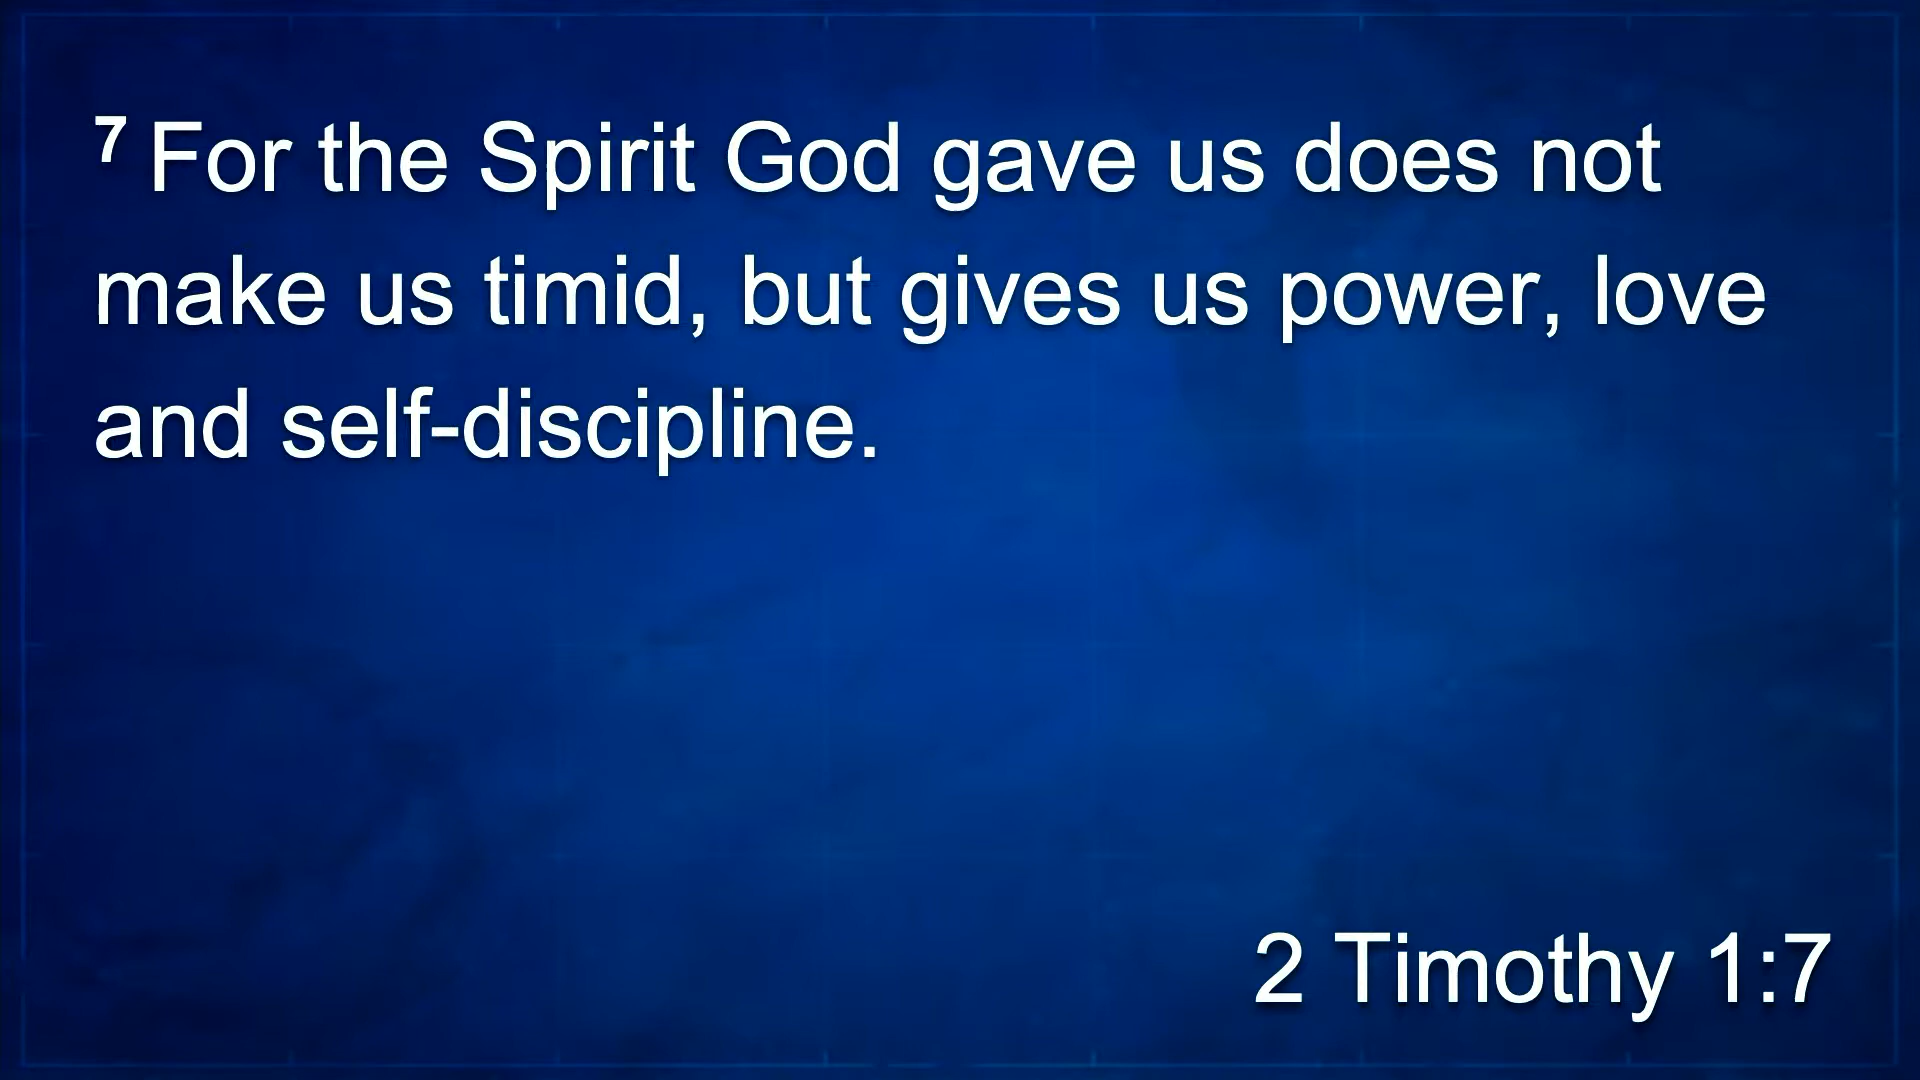 7 For the Spirit God gave us does not
make us timid, but gives us power, love
and self-discipline.
2 Timothy 1:7